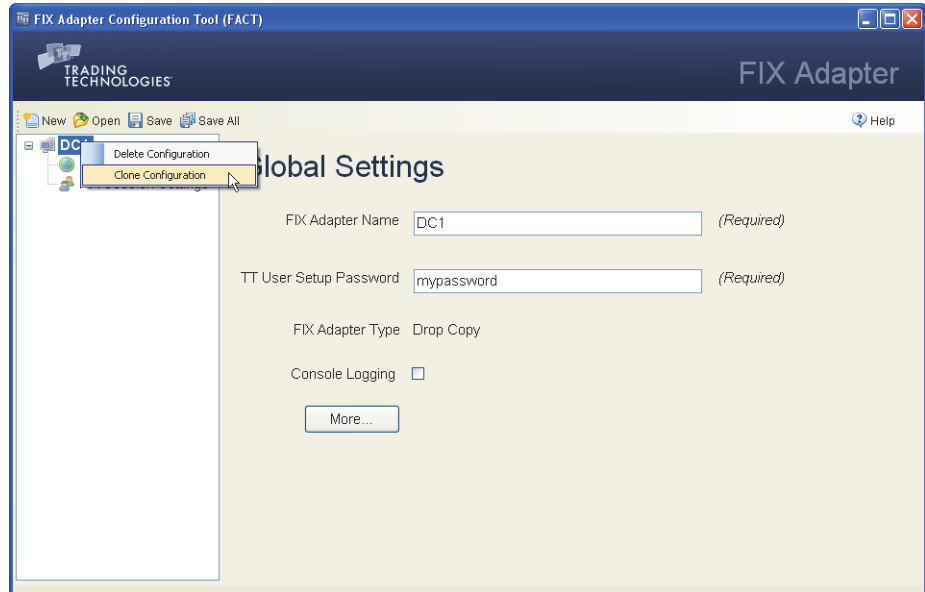 FIX Adapter Configuration Tool (FACT)
TRADING
TECHNOLOGIES
FIX Adapter
New Open Save Save All Help
DC1
Delete Configuration
Clone Configuration
Global Settings
FIX Adapter Name DC1 (Required)
TT User Setup Password mypassword (Required)
FIX Adapter Type Drop Copy
Console Logging
More...